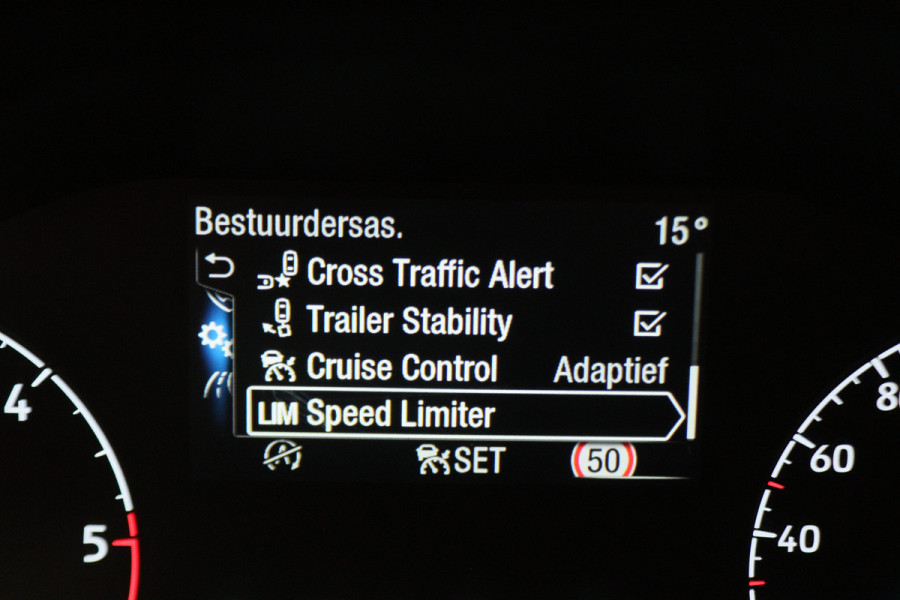 Bestuurdersas. 15°
Cross Traffic Alert
Trailer Stability
Cruise Control Adaptief
LIM Speed Limiter
A SET 50
4
5
8
60
40